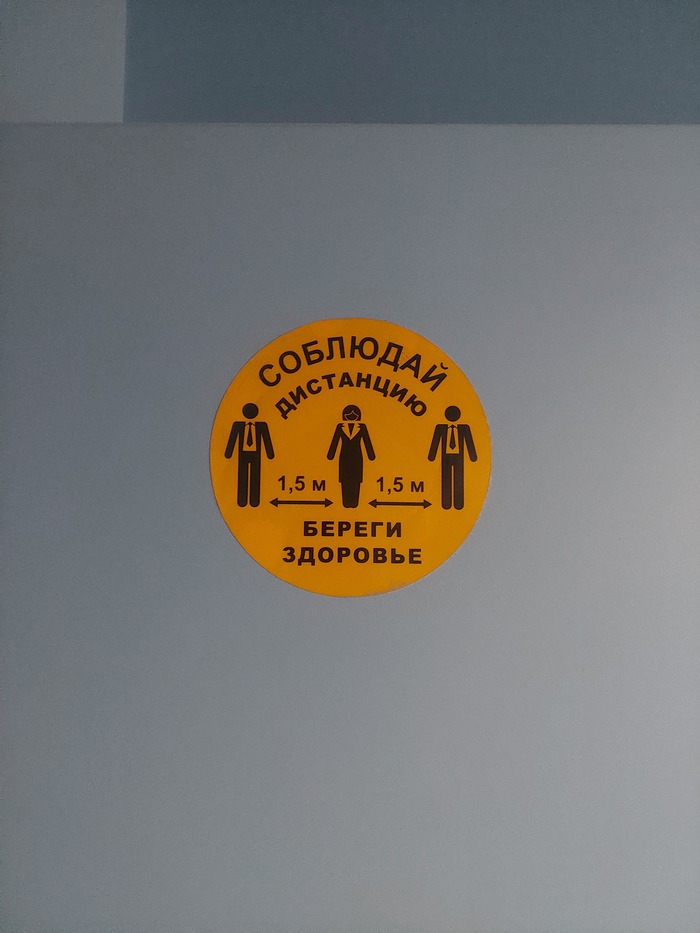 СОБЛЮДАЙ
ДИСТАНЦИЮ
1,5 м 1,5 м
БЕРЕГИ
ЗДОРОВЬЕ